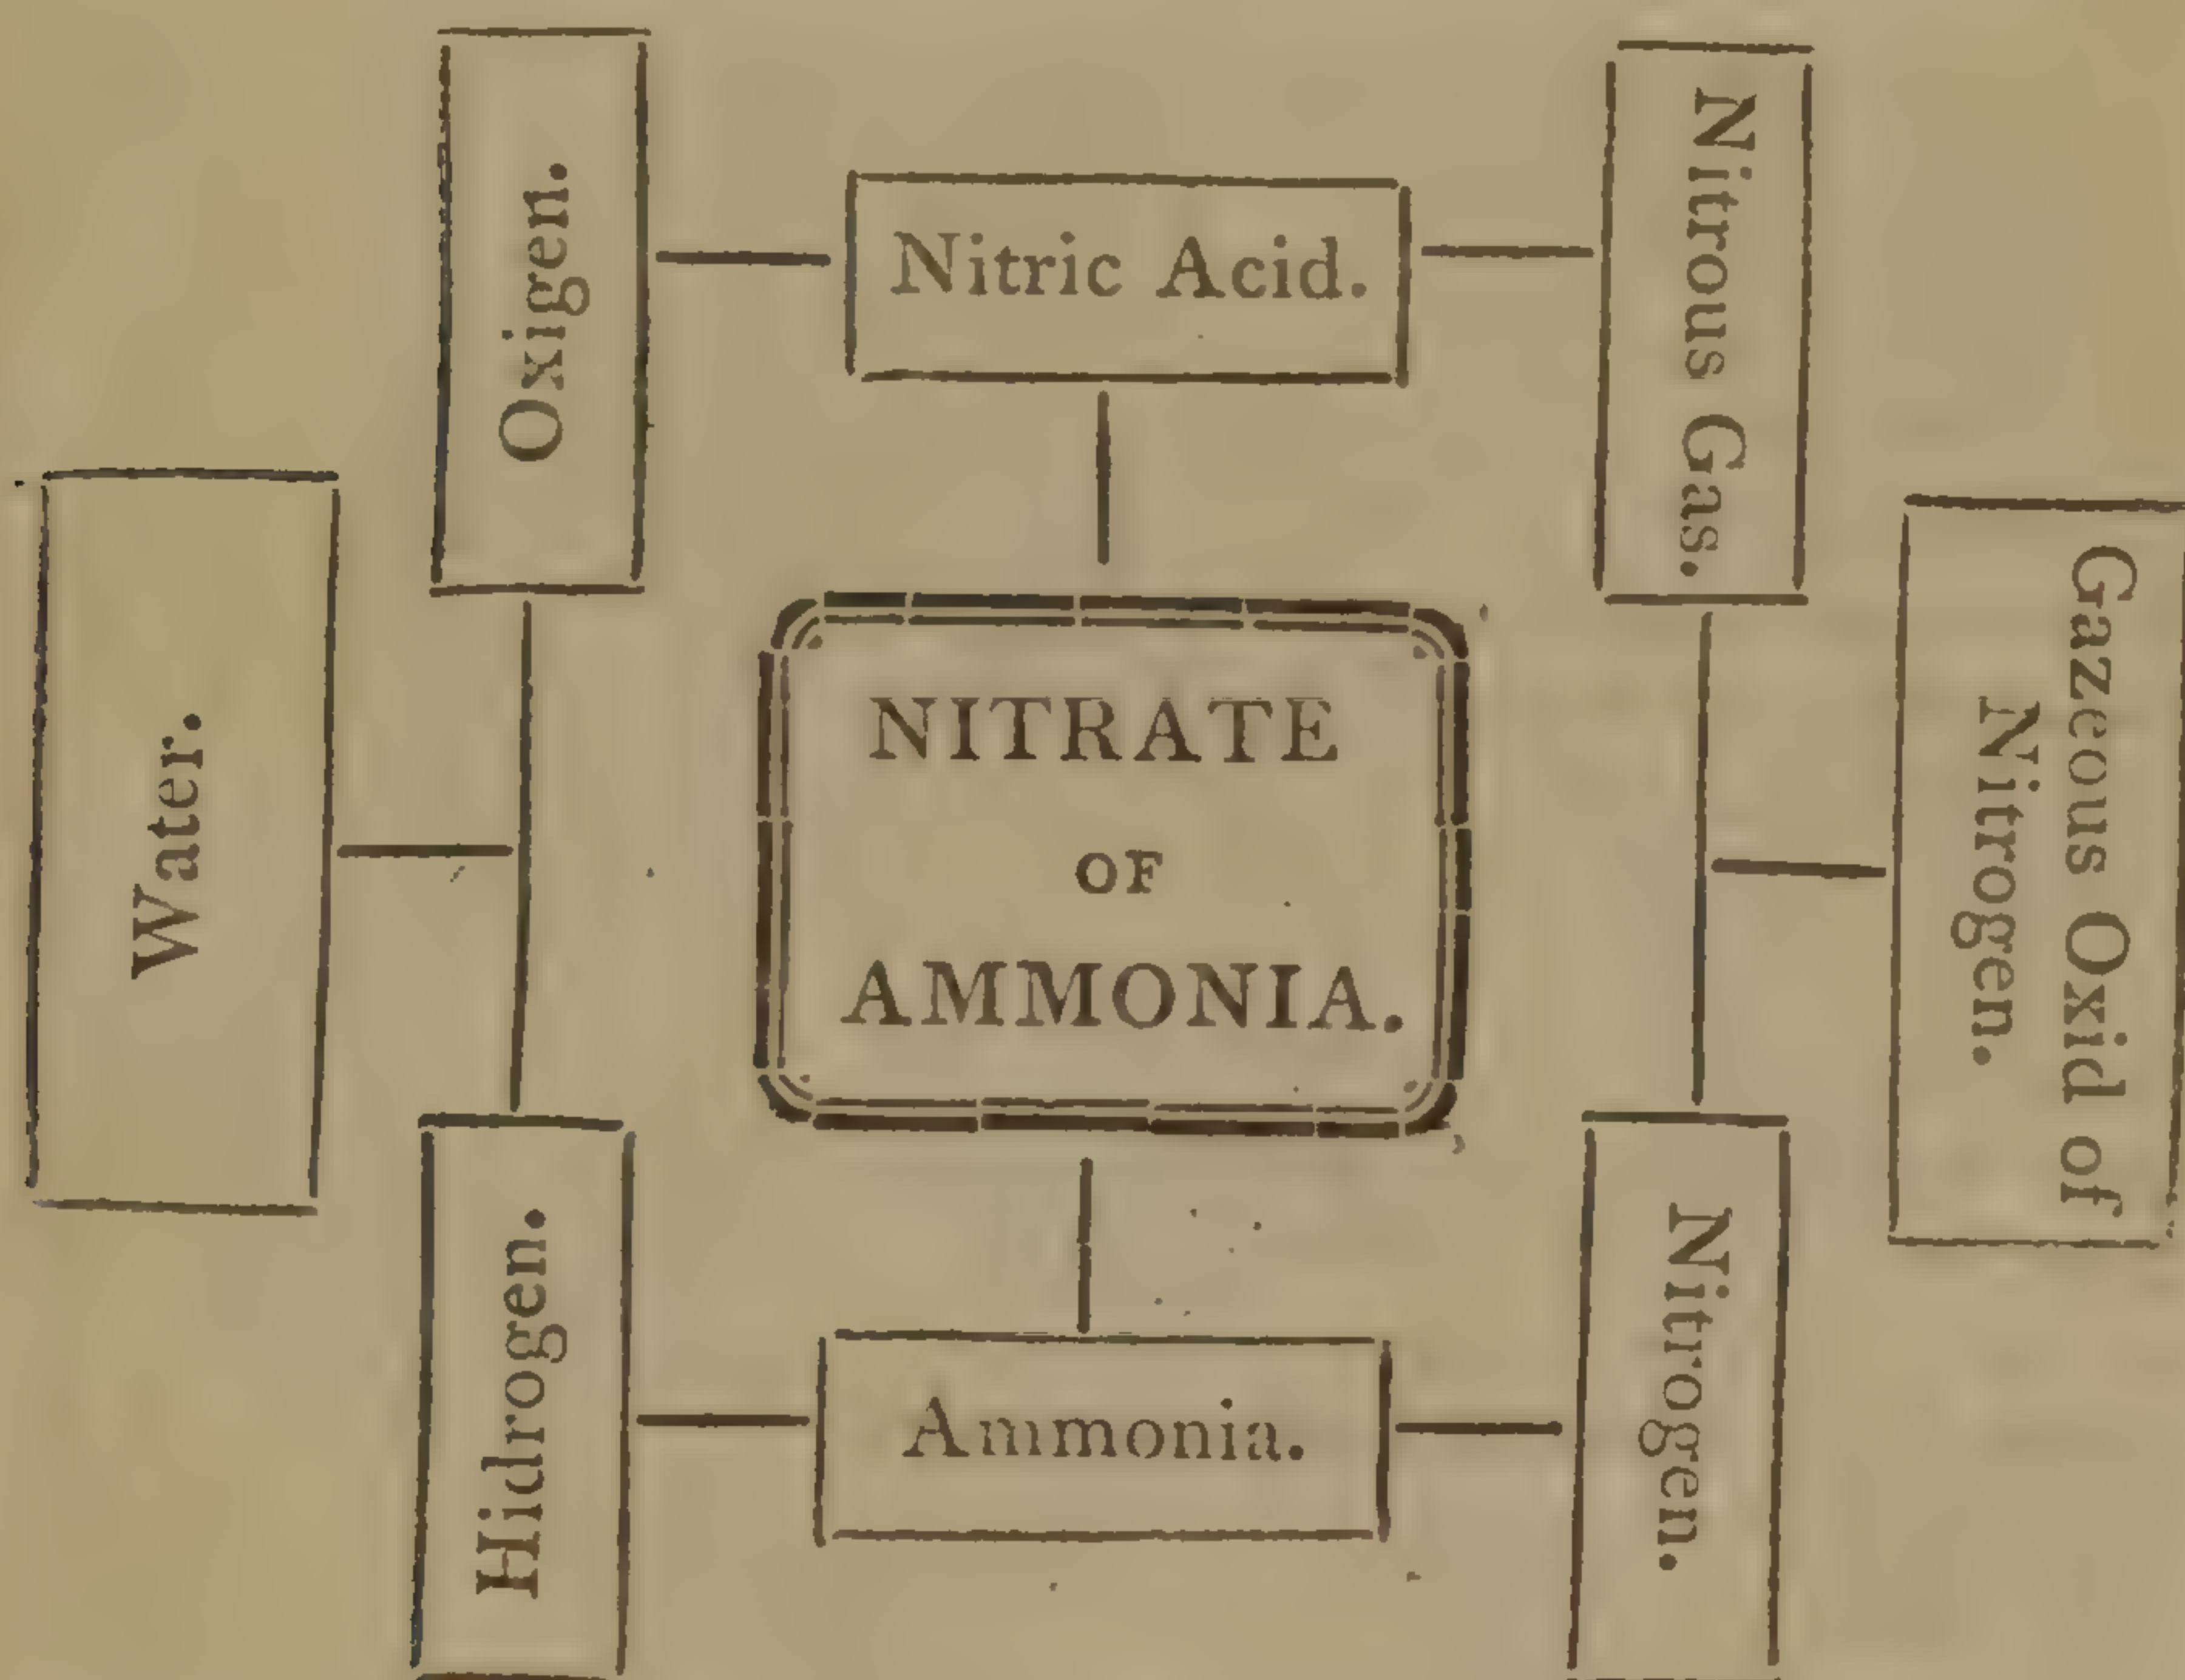 Oxigen.
Nitric Acid.
Nitrous Gas.
Water.
NITRATE
OF
AMMONIA.
Gazeous Oxid of
Nitrogen.
Hidrogen.
Ammonia.
Nitrogen.